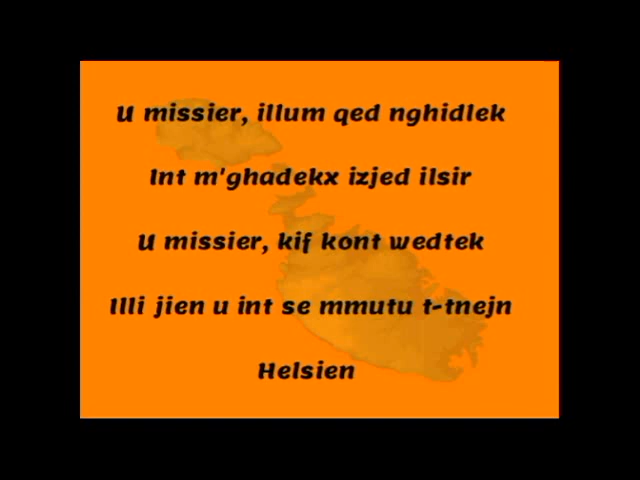 U missier, illum qed nghidlek
Int m'ghadekx izjed ilsir
U missier, kif kont wedtek
Illi jien u int se mmutu t-tnejn
Helsien